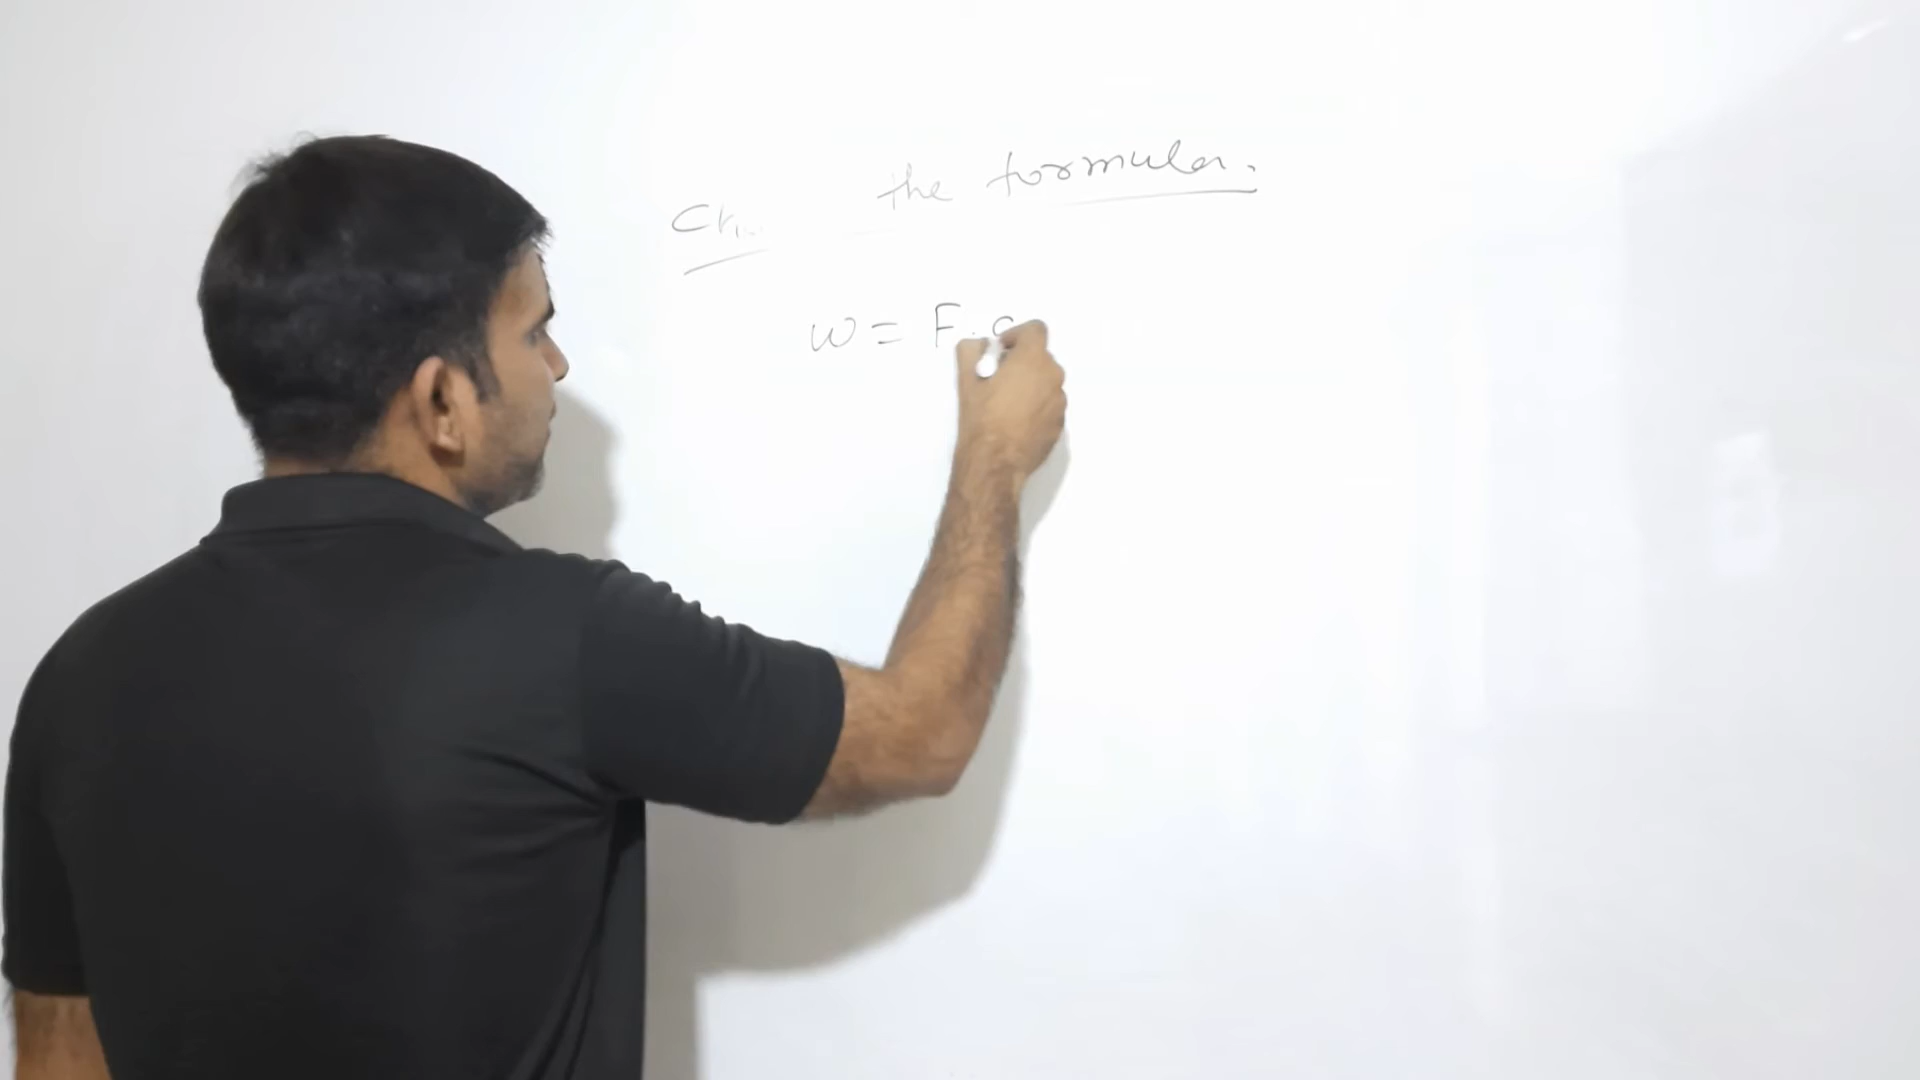 the formula.
W = F.